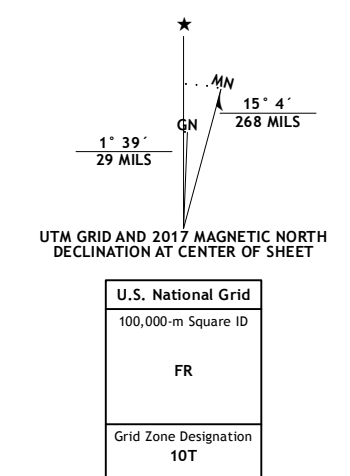 ★
MN
15° 4´
268 MILS
GN
1° 39´
29 MILS
UTM GRID AND 2017 MAGNETIC NORTH
DECLINATION AT CENTER OF SHEET
U.S. National Grid
100,000-m Square ID
FR
Grid Zone Designation
10T